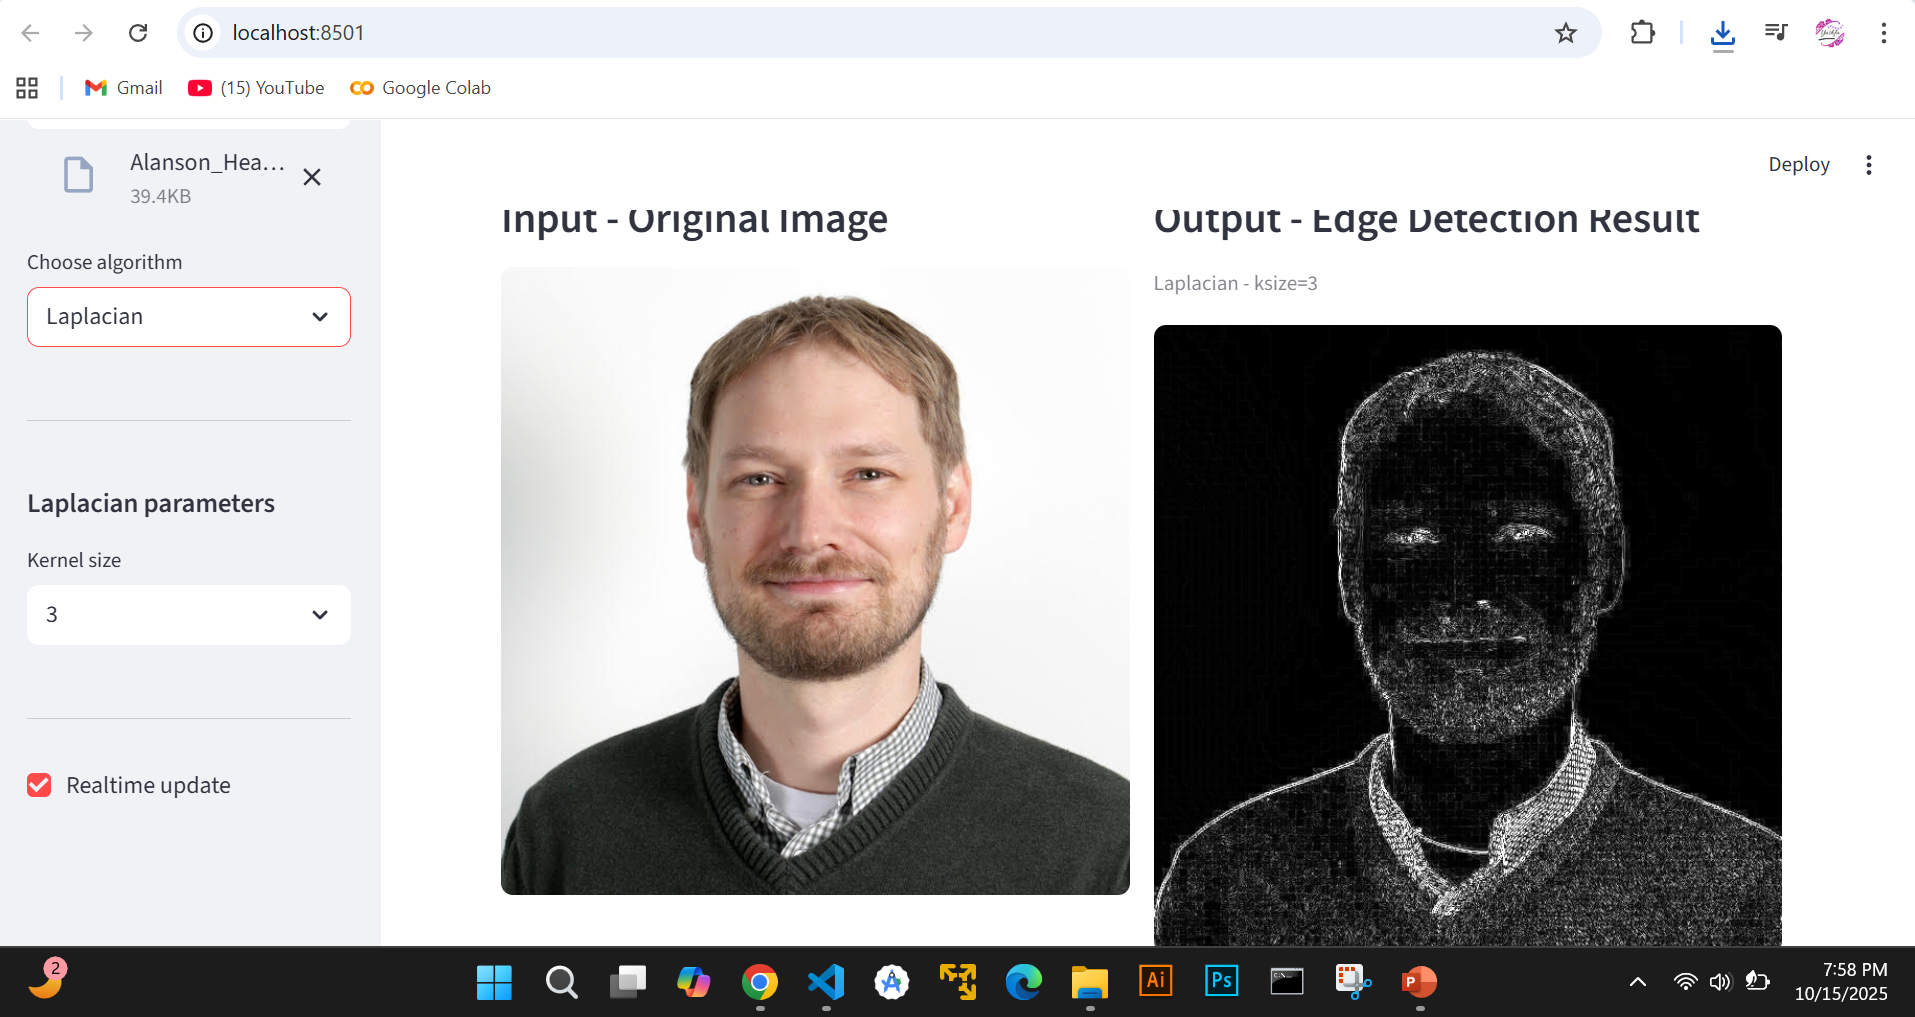 localhost:8501
Gmail
(15) YouTube
Google Colab
Alanson_Hea...
39.4KB
Choose algorithm
Laplacian
Laplacian parameters
Kernel size
3
Realtime update
Deploy
Input - Original Image
Output - Edge Detection Result
Laplacian - ksize=3
2
Ai
Ps
P
7:58 PM
10/15/2025